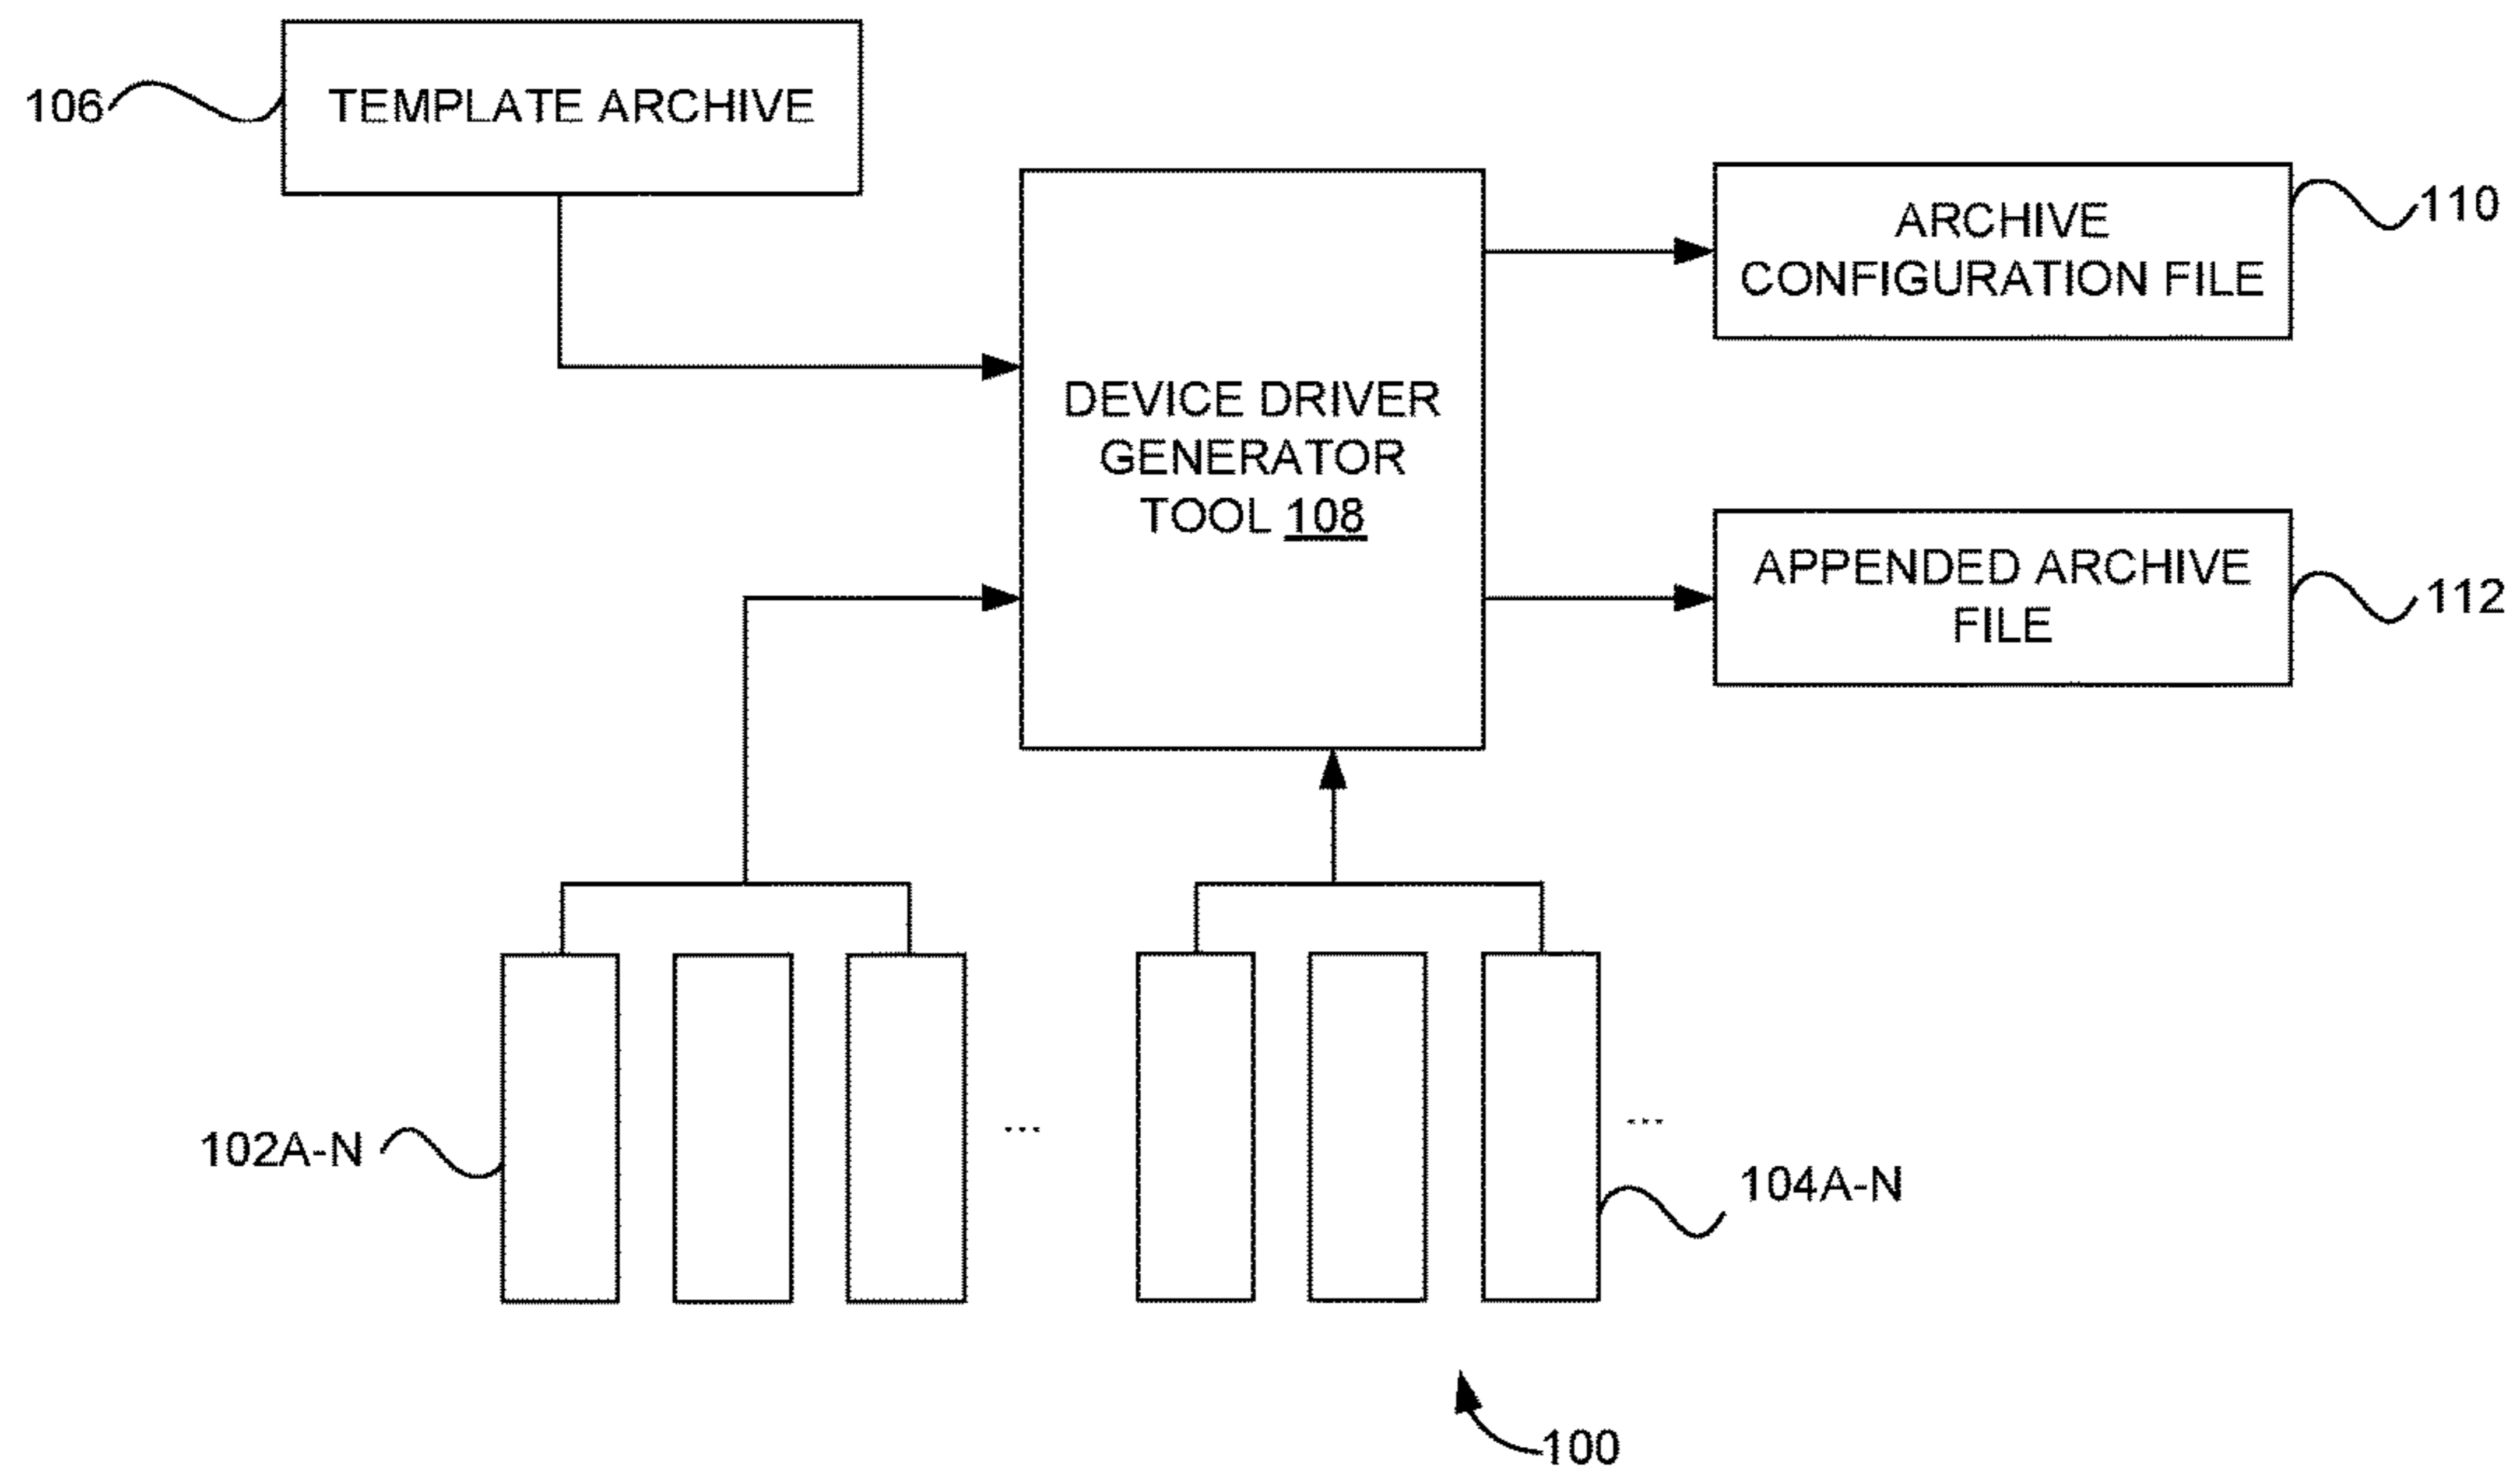 106
TEMPLATE ARCHIVE
ARCHIVE
CONFIGURATION FILE
110
DEVICE DRIVER
GENERATOR
TOOL 108
APPENDED ARCHIVE
FILE
112
102A-N
...
...
104A-N
100